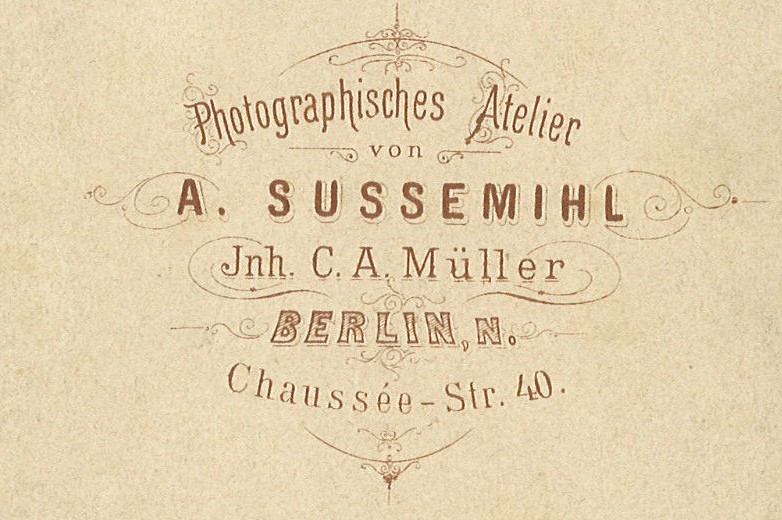 Photographisches Atelier
von
A. SUSSEMIHL
Jnh. C. A. Müller
BERLIN, N.
Chaussée-Str. 40.